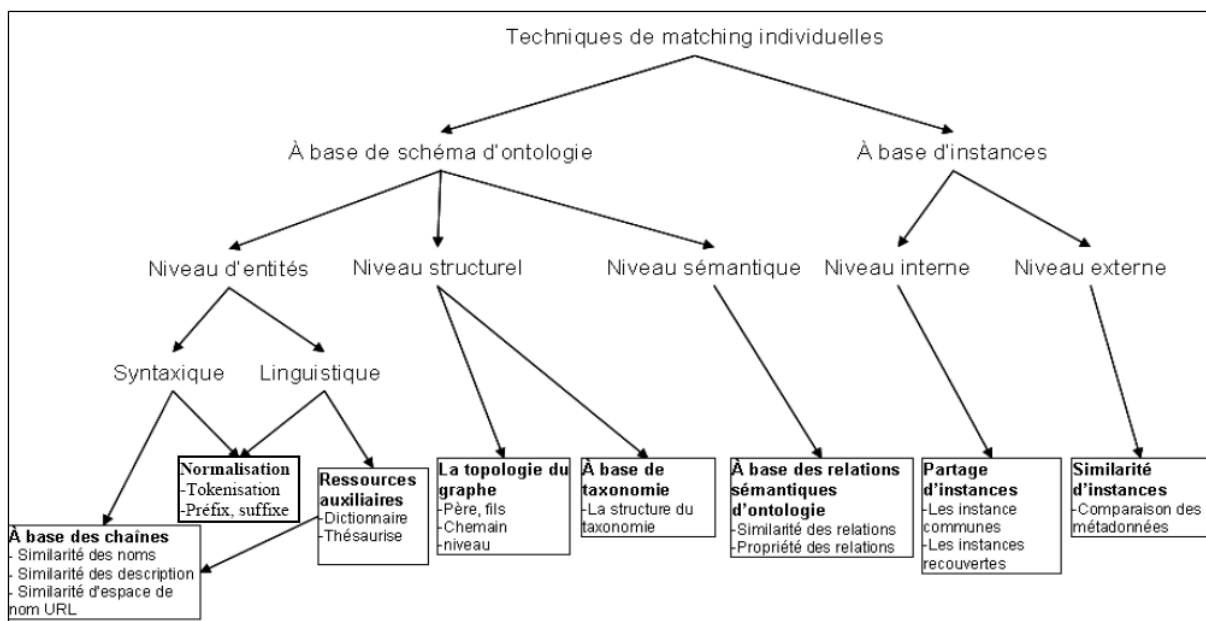 Techniques de matching individuelles
À base de schéma d'ontologie
À base d'instances
Niveau d'entités
Niveau structurel
Niveau sémantique
Niveau interne
Niveau externe
Syntaxique
Linguistique
Normalisation
-Tokenisation
-Préfix, suffixe
Ressources
auxiliaires
-Dictionnaire
-Thésaurise
La topologie du
graphe
-Père, fils
-Chemain
-niveau
À base de
taxonomie
-La structure du
taxonomie
À base des relations
sémantiques
d'ontologie
-Similarité des relations
-Propriété des relations
Partage
d'instances
-Les instance
communes
-Les instances
recouvertes
Similarité
d'instances
-Comparaison des
métadonnées
À base des chaînes
- Similarité des noms
- Similarité des description
- Similarité d'espace de
nom URL